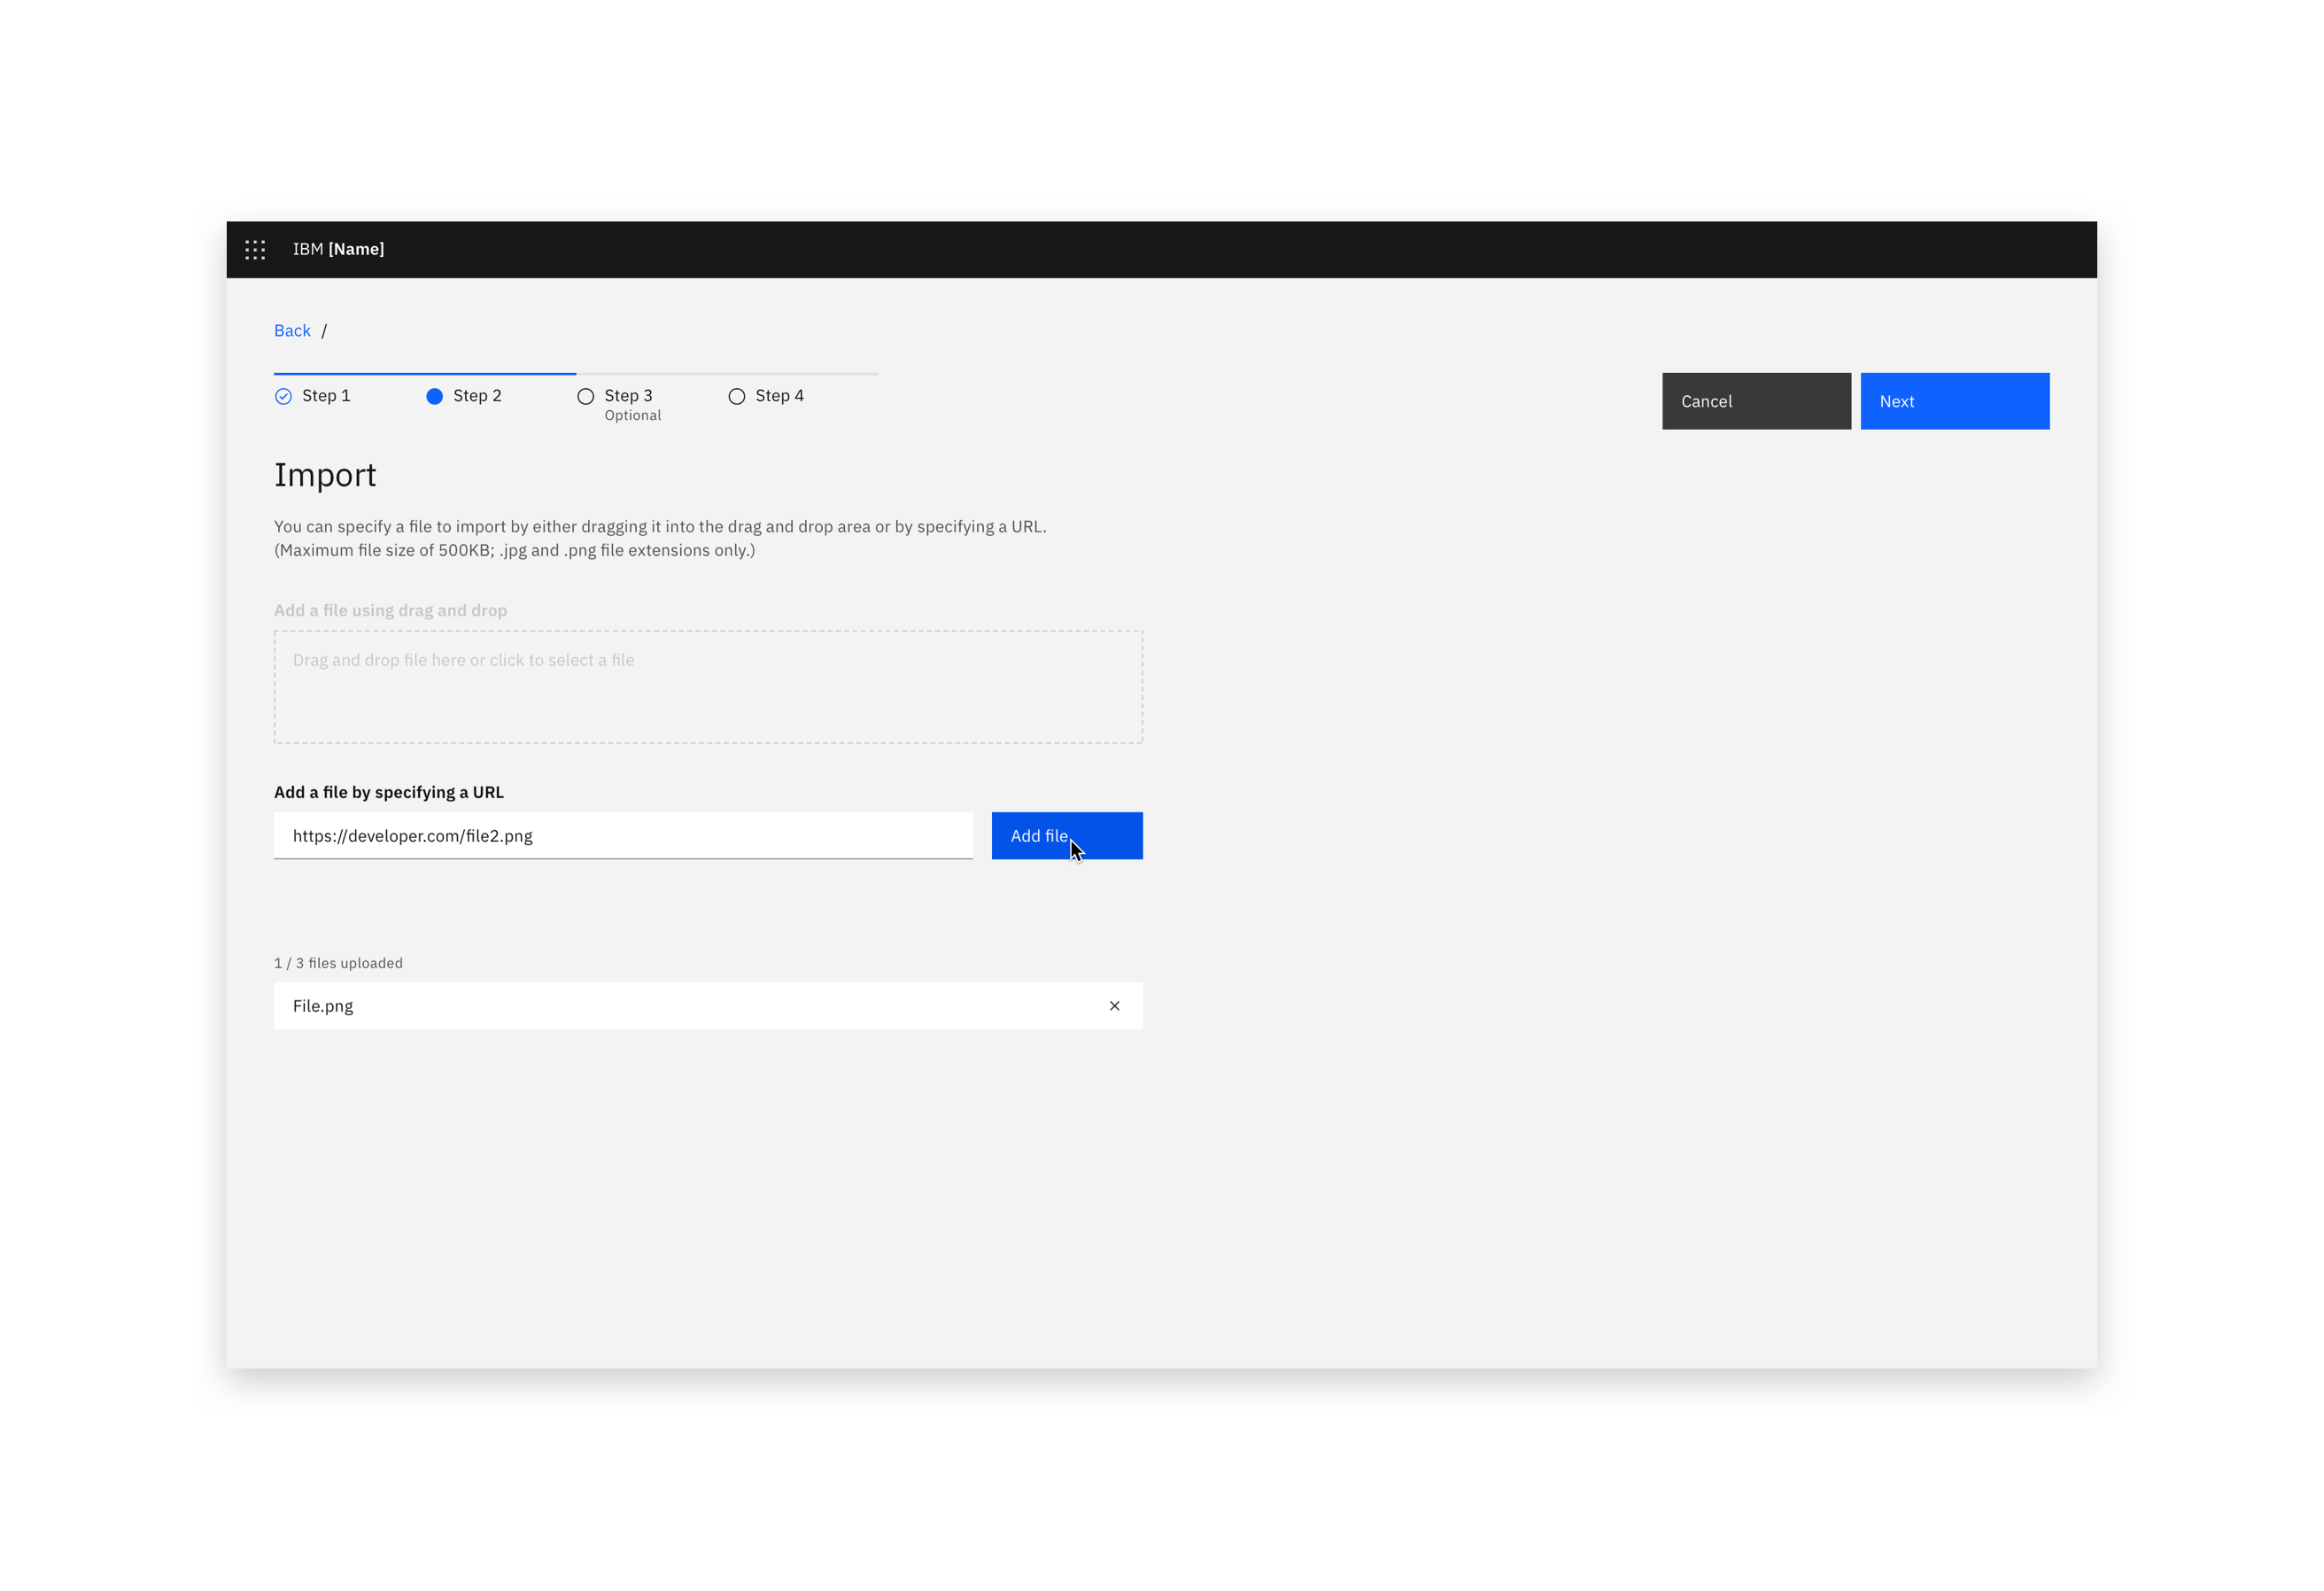 IBM [Name]
Back /
Step 1
Step 2
Step 3
Optional
Step 4
Cancel
Next
Import
You can specify a file to import by either dragging it into the drag and drop area or by specifying a URL.
(Maximum file size of 500KB; .jpg and .png file extensions only.)
Add a file using drag and drop
Drag and drop file here or click to select a file
Add a file by specifying a URL
https://developer.com/file2.png
Add file
1 / 3 files uploaded
File.png